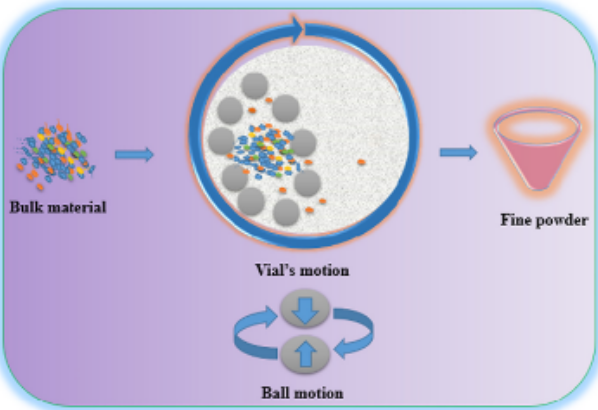 Bulk material
Vial's motion
Fine powder
Ball motion